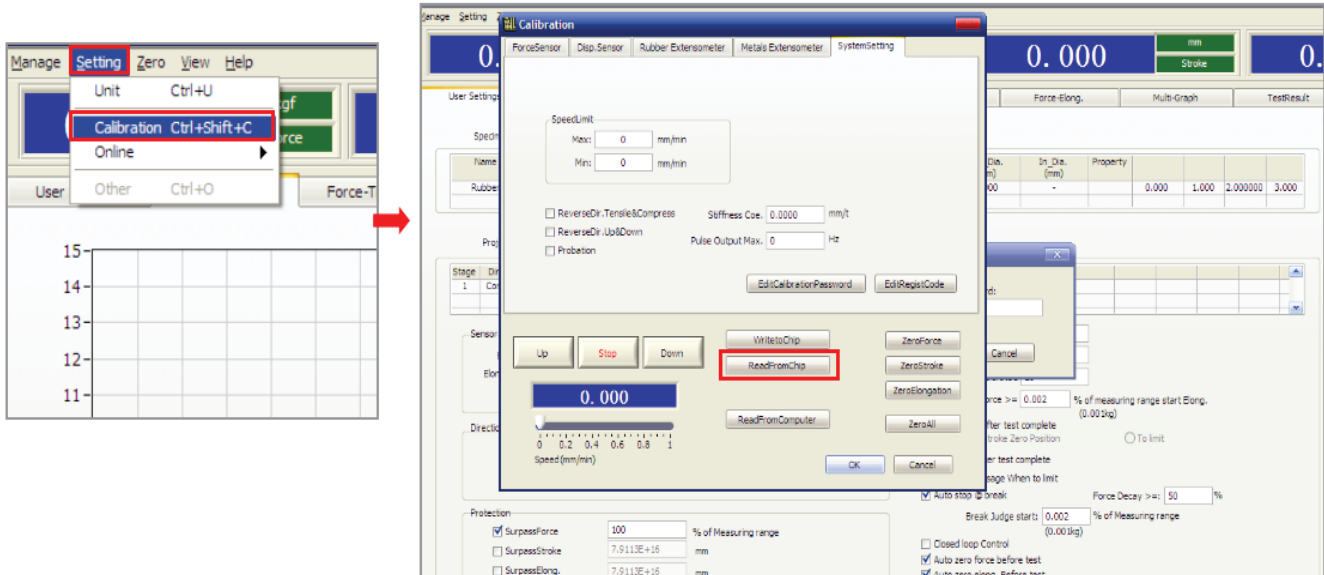 Manage Setting Zero View Help
Unit Ctrl+U
Calibration Ctrl+Shift+C
Online
Other Ctrl+O
User
Force-T
15
14
13
12
11
Setting
Calibration
ForceSensor Disp.Sensor Rubber Extensometer Metals Extensometer SystemSetting
SpeedLimit
Max: 0 mm/min
Min: 0 mm/min
ReverseDir.Tensile&Compress
ReverseDir.Up&Down
Probation
Stiffness Coe. 0.0000 mm/t
Pulse Output Max. 0 Hz
EditCalibrationPassword EditRegistCode
Up Stop Down
WritetoChip ZeroForce
ReadFromChip ZeroStroke
ZeroElongation
0.000
ReadFromComputer ZeroAll
0 0.2 0.4 0.6 0.8 1
Speed(mm/min)
OK Cancel
0.000 mm
Stroke
0.
User Settings
Force-Elong. Multi-Graph TestResult
Name
In_Dia. Property
(mm)
- 0.000 1.000 2.000000 3.000
Stage
1
Cancel
>= 0.002 % of measuring range start Elong.
(0.001kg)
test complete
Zero Position To limit
test complete
When to limit
Auto stop @ break Force Decay >=: 50 %
Break Judge start: 0.002 % of Measuring range
(0.001kg)
Closed loop Control
Auto zero force before test
Auto zero elong. Before test
Protection
SurpassForce 100 % of Measuring range
SurpassStroke 7.9113E+16 mm
SurpassElong. 7.9113E+16 mm